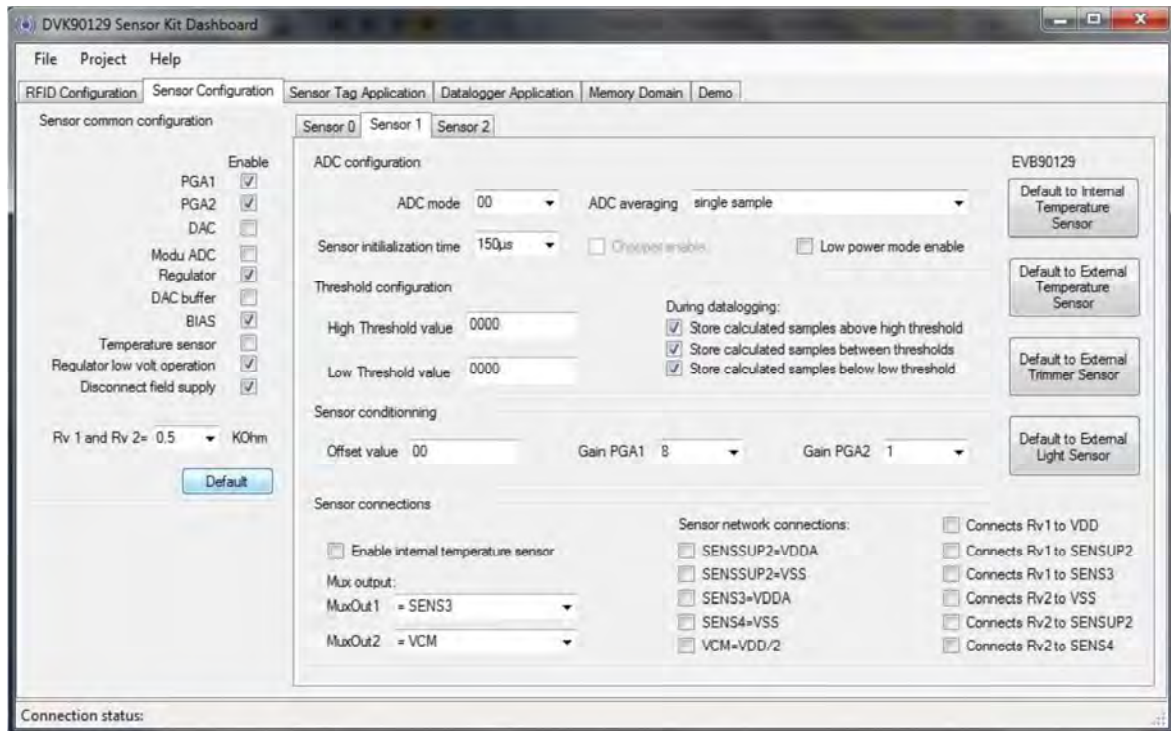 DVK90129 Sensor Kit Dashboard
File Project Help
RFID Configuration Sensor Configuration Sensor Tag Application Datalogger Application Memory Domain Demo
Sensor common configuration
Enable
PGA1
PGA2
DAC
Modu ADC
Regulator
DAC buffer
BIAS
Temperature sensor
Regulator low volt operation
Disconnect field supply
Rv 1 and Rv 2= 0.5 KOhm
Default
Sensor 0 Sensor 1 Sensor 2
ADC configuration
ADC mode 00 ADC averaging single sample
Sensor initilialization time 150µs Chopper enable Low power mode enable
Threshold configuration
High Threshold value 0000
Low Threshold value 0000
During datalogging:
Store calculated samples above high threshold
Store calculated samples between thresholds
Store calculated samples below low threshold
Sensor conditionning
Offset value 00 Gain PGA1 8 Gain PGA2 1
Sensor connections
Enable internal temperature sensor
Mux output:
MuxOut1 = SENS3
MuxOut2 = VCM
Sensor network connections:
SENSSUP2=VDDA
SENSSUP2=VSS
SENS3=VDDA
SENS4=VSS
VCM=VDD/2
Connects Rv1 to VDD
Connects Rv1 to SENSUP2
Connects Rv1 to SENS3
Connects Rv2 to VSS
Connects Rv2 to SENSUP2
Connects Rv2 to SENS4
EVB90129
Default to Internal
Temperature
Sensor
Default to External
Temperature
Sensor
Default to External
Trimmer Sensor
Default to External
Light Sensor
Connection status: